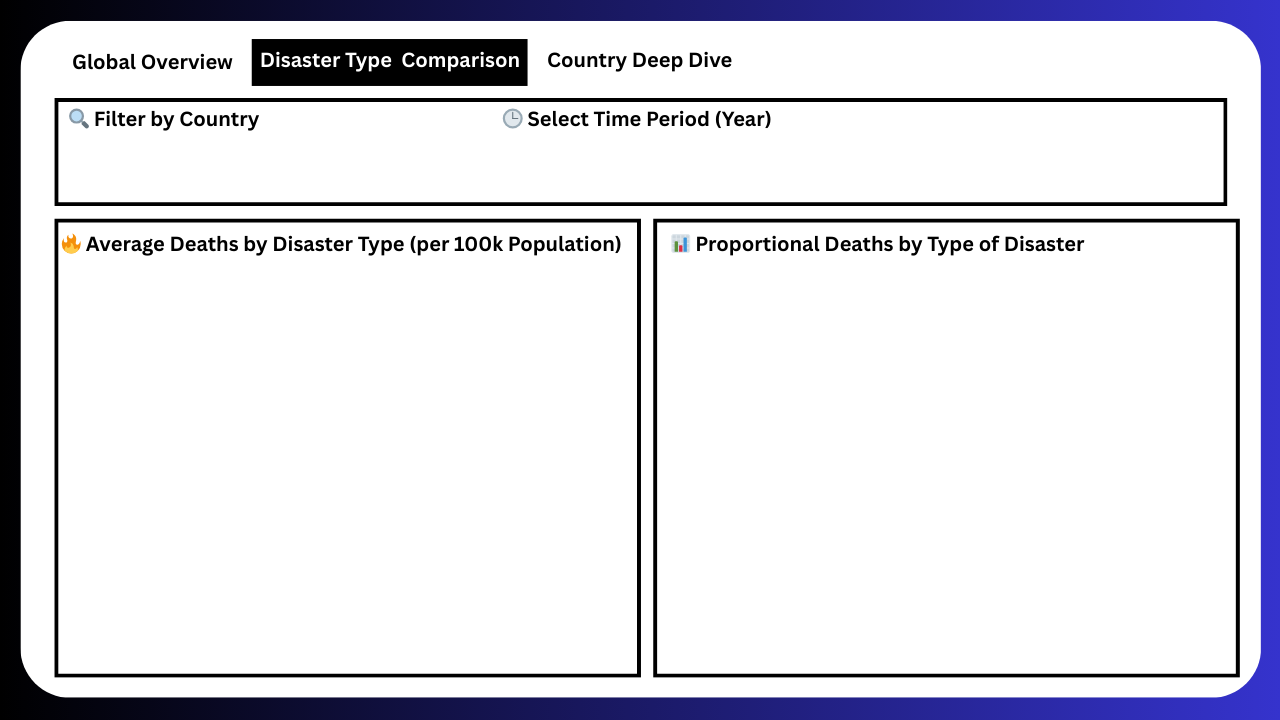 Global Overview
Disaster Type  Comparison
Country Deep Dive
Filter by Country
Select Time Period (Year)
Average Deaths by Disaster Type (per 100k Population)
Proportional Deaths by Type of Disaster